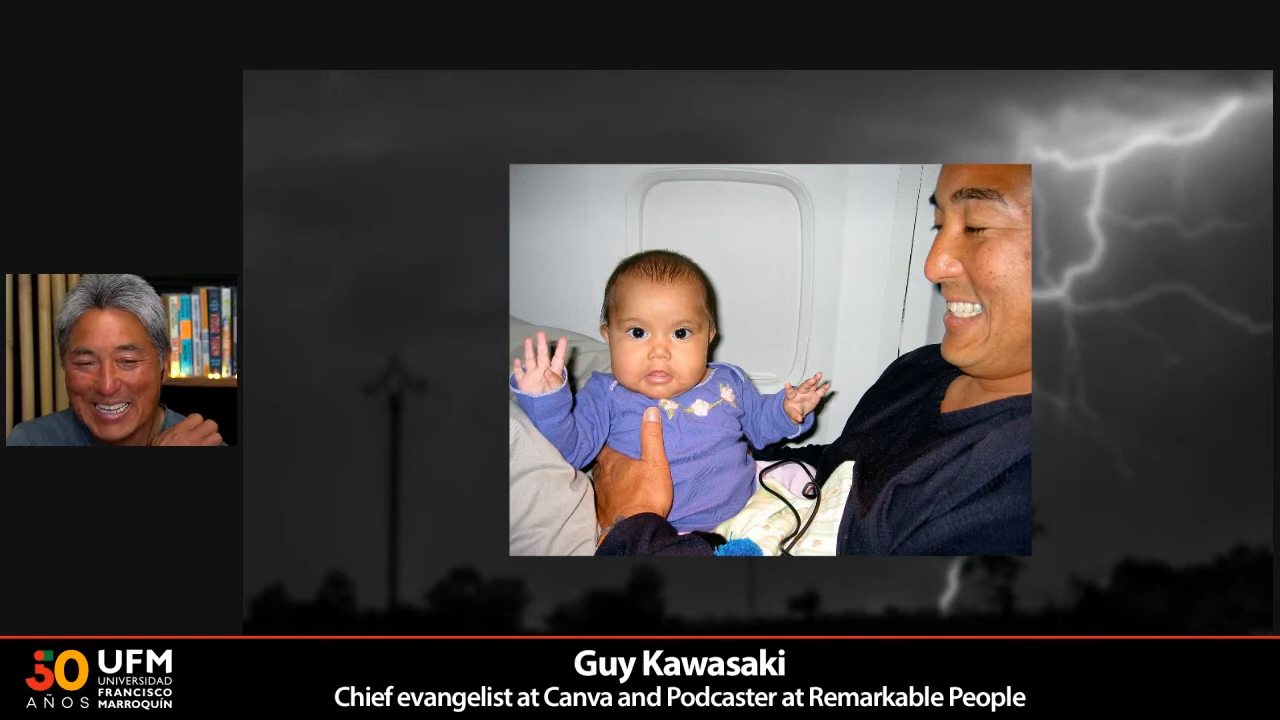 50
AÑOS
UFM
UNIVERSIDAD
FRANCISCO
MARROQUÍN
Guy Kawasaki
Chief evangelist at Canva and Podcaster at Remarkable People